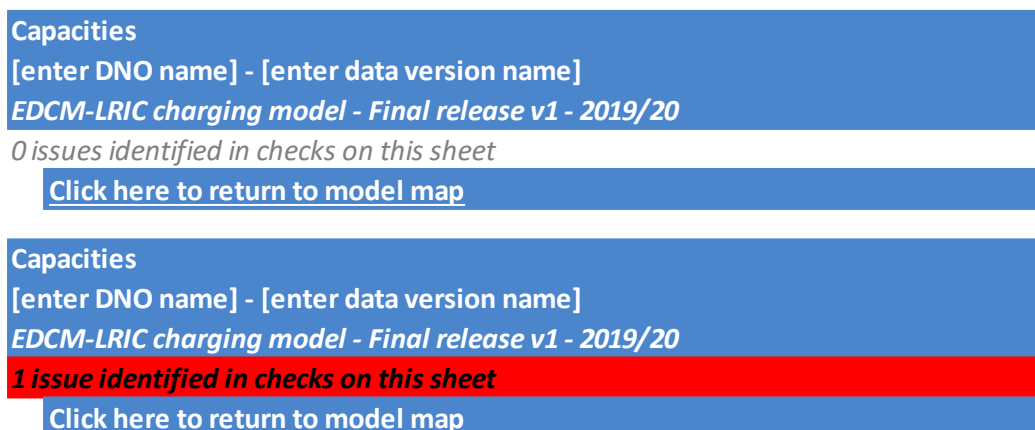 Capacities
[enter DNO name] - [enter data version name]
EDCM-LRIC charging model - Final release v1 - 2019/20
0 issues identified in checks on this sheet
Click here to return to model map
Capacities
[enter DNO name] - [enter data version name]
EDCM-LRIC charging model - Final release v1 - 2019/20
1 issue identified in checks on this sheet
Click here to return to model map